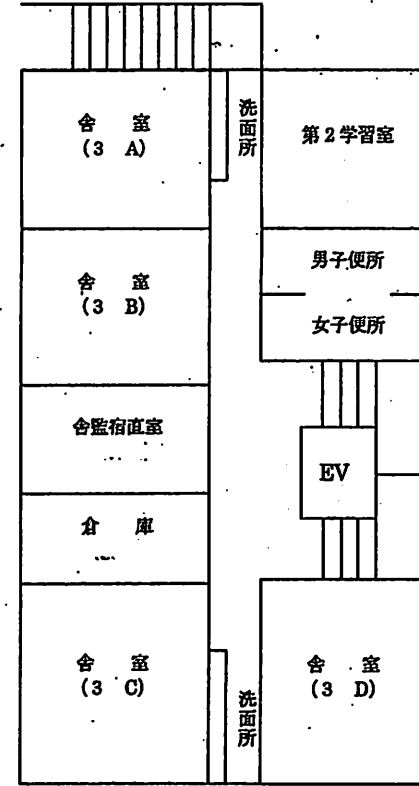 舎室
(3 A)
洗面所
第2学習室
舎室
(3 B)
男子便所
女子便所
舎監宿直室
EV
倉庫
舎室
(3 C)
洗面所
舎室
(3 D)